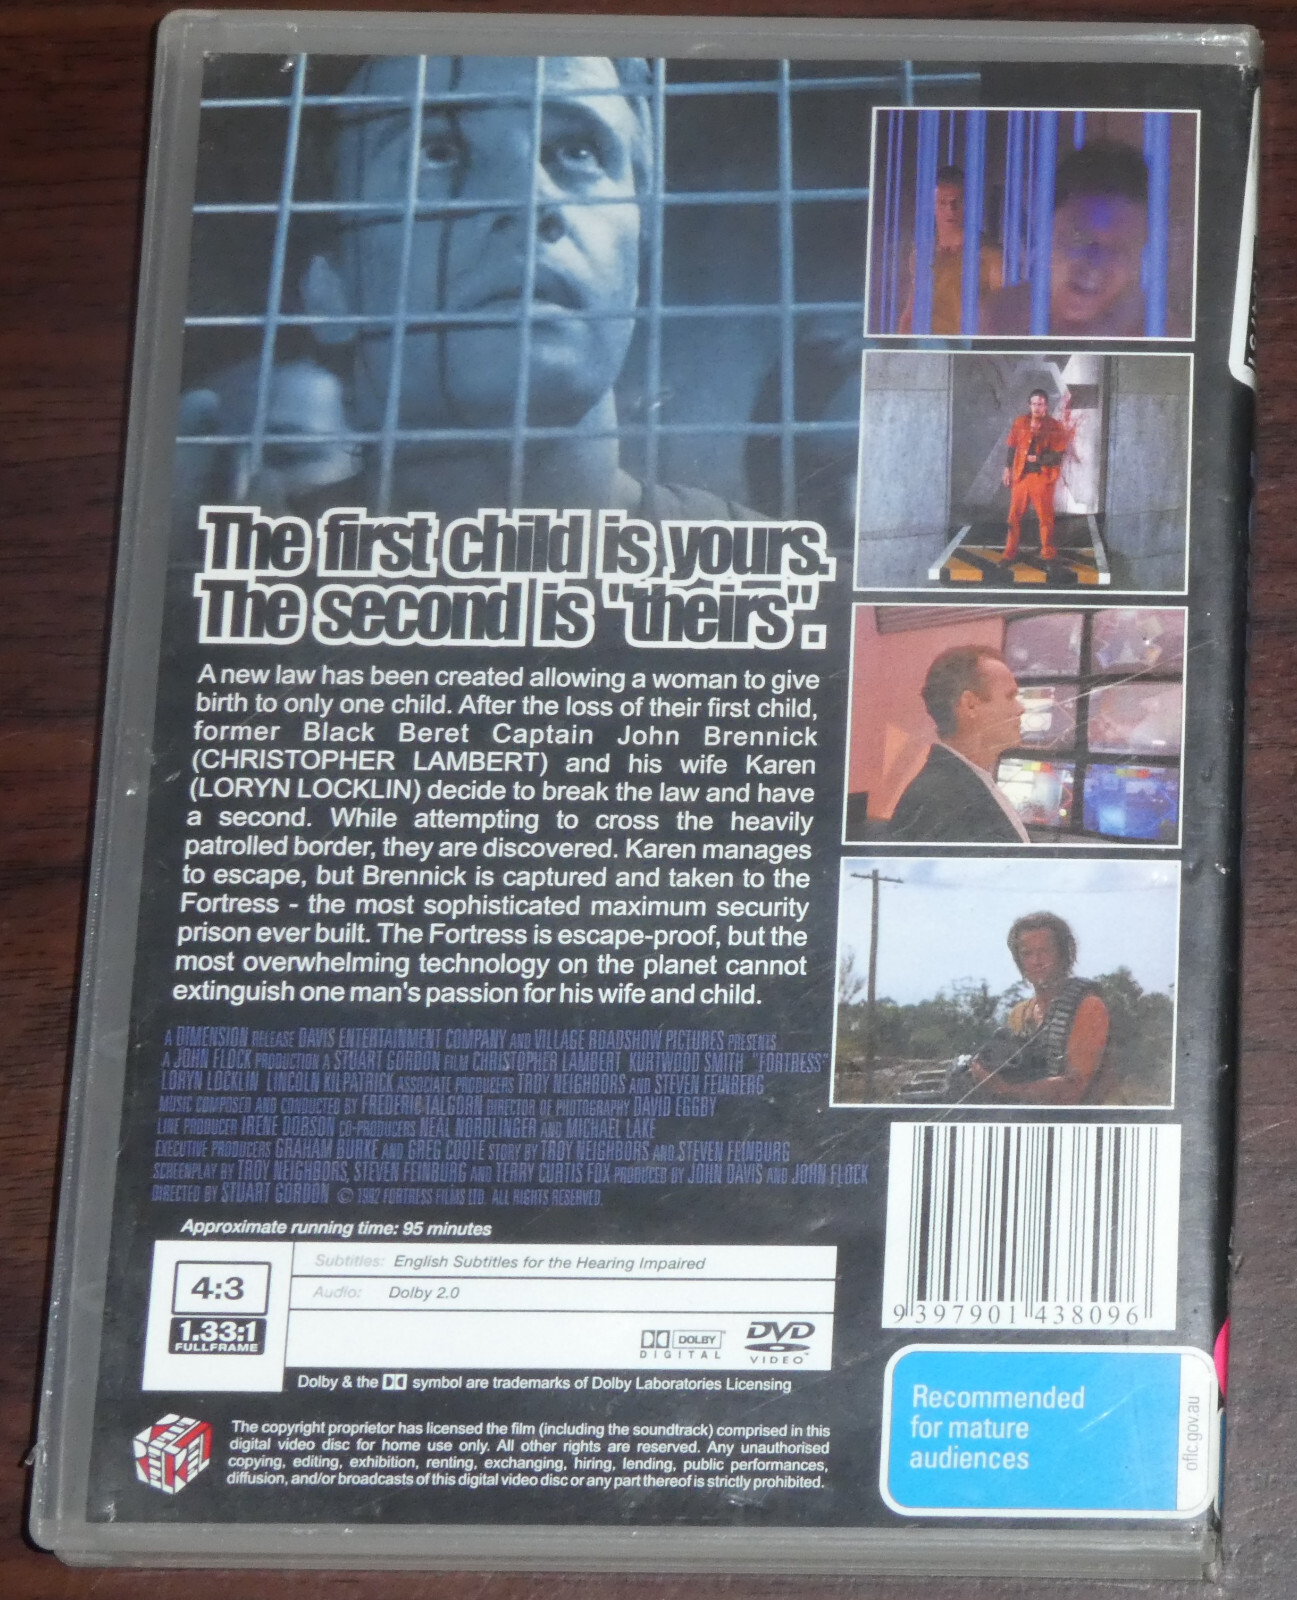 The first child is yours.
The second is "theirs".
A new law has been created allowing a woman to give
birth to only one child. After the loss of their first child,
former Black Beret Captain John Brennick
(CHRISTOPHER LAMBERT) and his wife Karen
(LORYN LOCKLIN) decide to break the law and have
a second. While attempting to cross the heavily
patrolled border, they are discovered. Karen manages
to escape, but Brennick is captured and taken to the
Fortress - the most sophisticated maximum security
prison ever built. The Fortress is escape-proof, but the
most overwhelming technology on the planet cannot
extinguish one man's passion for his wife and child.
A DIMENSION RELEASE DAVIS ENTERTAINMENT COMPANY AND VILLAGE ROADSHOW PICTURES PRESENTS
A JOHN FLOCK PRODUCTION A STUART GORDON FILM CHRISTOPHER LAMBERT KURTWOOD SMITH "FORTRESS"
LORYN LOCKLIN LINCOLN KILPATRICK ASSOCIATE PRODUCERS TROY NEIGHBORS AND STEVEN FEINBERG
MUSIC COMPOSED AND CONDUCTED BY FREDERIC TALGORN DIRECTOR OF PHOTOGRAPHY DAVID EGGBY
LINE PRODUCER IRENE DOBSON CO-PRODUCERS NEAL NORDLINGER AND MICHAEL LAKE
EXECUTIVE PRODUCERS GRAHAM BURKE AND GREG COOTE STORY BY TROY NEIGHBORS AND STEVEN FEINBURG
SCREENPLAY BY TROY NEIGHBORS, STEVEN FEINBURG AND TERRY CURTIS FOX PRODUCED BY JOHN DAVIS AND JOHN FLOCK
DIRECTED BY STUART GORDON © 1992 FORTRESS FILMS LTD. ALL RIGHTS RESERVED.
Approximate running time: 95 minutes
4:3
1.33:1
FULLFRAME
Subtitles: English Subtitles for the Hearing Impaired
Audio: Dolby 2.0
DOLBY
DIGITAL
DVD
VIDEO™
Dolby & the symbol are trademarks of Dolby Laboratories Licensing
The copyright proprietor has licensed the film (including the soundtrack) comprised in this
digital video disc for home use only. All other rights are reserved. Any unauthorised
copying, editing, exhibition, renting, exchanging, hiring, lending, public performances,
diffusion, and/or broadcasts of this digital video disc or any part thereof is strictly prohibited.
9 397901 438096
Recommended
for mature
audiences
oflc.gov.au